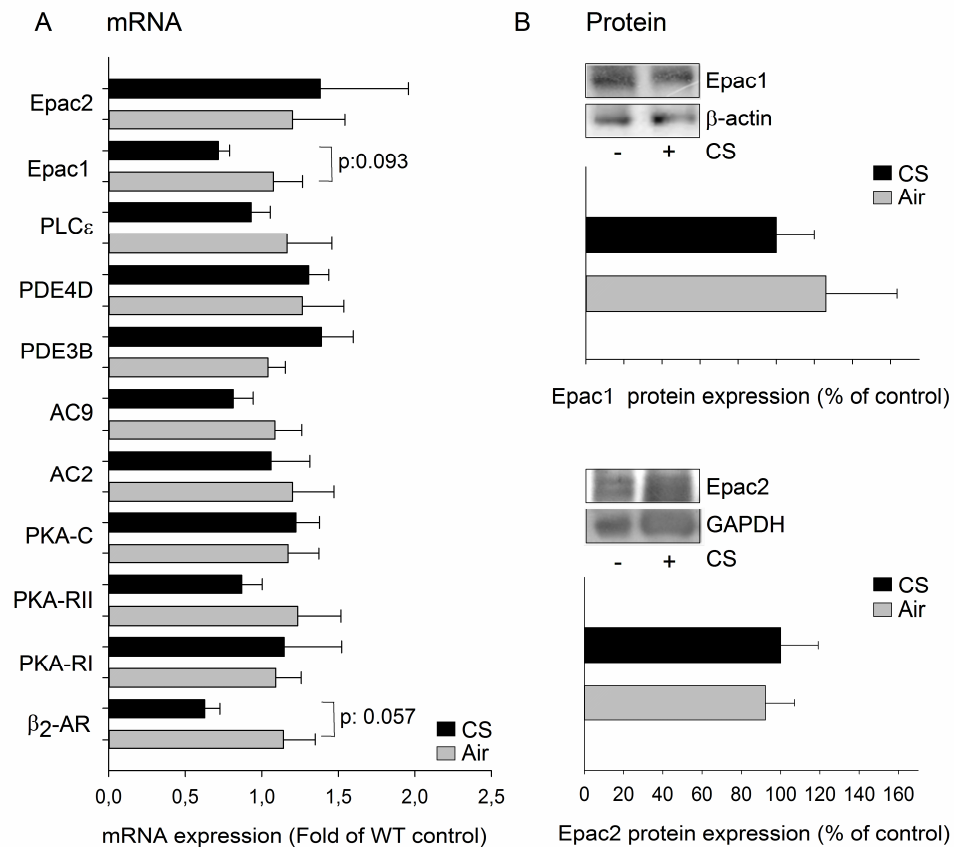 A mRNA
Epac2
Epac1
p:0.093
PLCε
PDE4D
PDE3B
AC9
AC2
PKA-C
PKA-RII
PKA-RI
β2-AR
p: 0.057
CS
Air
0,0 0,5 1,0 1,5 2,0 2,5
mRNA expression (Fold of WT control)
B Protein
Epac1
β-actin
- + CS
CS
Air
Epac1 protein expression (% of control)
Epac2
GAPDH
- + CS
CS
Air
0 20 40 60 80 100 120 140 160
Epac2 protein expression (% of control)